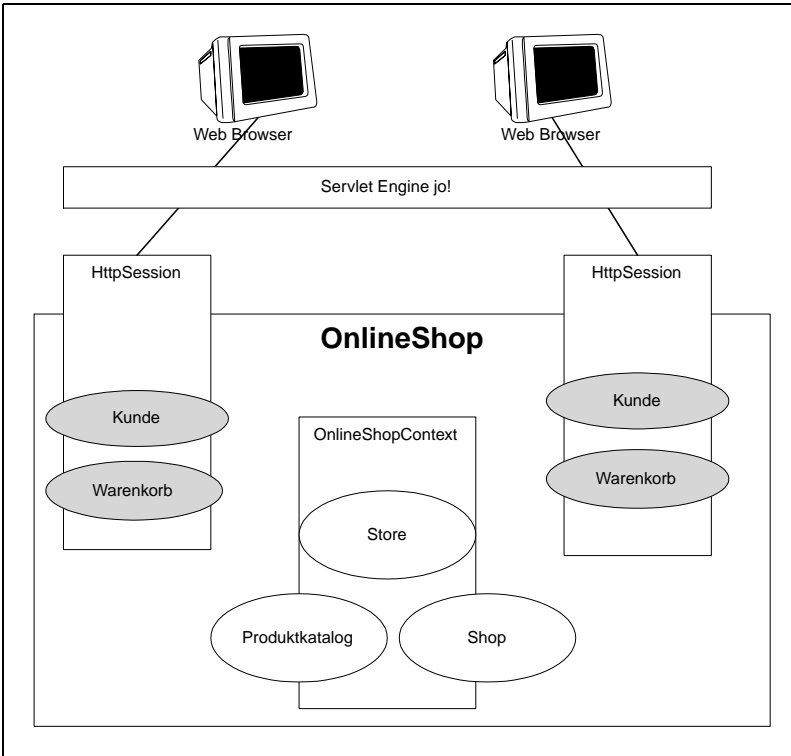 Web Browser
Web Browser
Servlet Engine jo!
HttpSession
HttpSession
OnlineShop
Kunde
Kunde
OnlineShopContext
Warenkorb
Warenkorb
Store
Produktkatalog
Shop